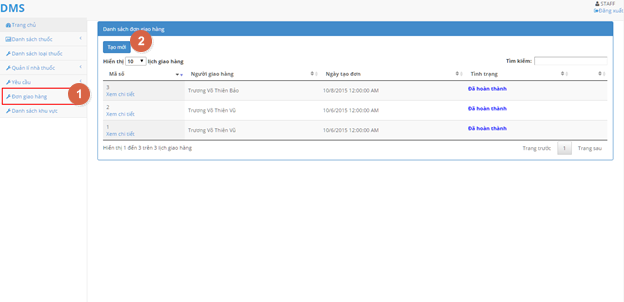 DMS
STAFF
Đăng xuất
Trang chủ
Danh sách thuốc
Danh sách loại thuốc
Quản lí nhà thuốc
Yêu cầu
Đơn giao hàng
Danh sách khu vực
1
Danh sách đơn giao hàng
Tạo mới
2
Hiển thị 10 lịch giao hàng
Tìm kiếm:
Mã số Người giao hàng Ngày tạo đơn Tình trạng
3
Xem chi tiết Trương Võ Thiên Bảo 10/8/2015 12:00:00 AM Đã hoàn thành
2
Xem chi tiết Trương Võ Thiên Vũ 10/6/2015 12:00:00 AM Đã hoàn thành
1
Xem chi tiết Trương Võ Thiên Vũ 10/6/2015 12:00:00 AM Đã hoàn thành
Hiển thị 1 đến 3 trên 3 lịch giao hàng
Trang trước 1 Trang sau